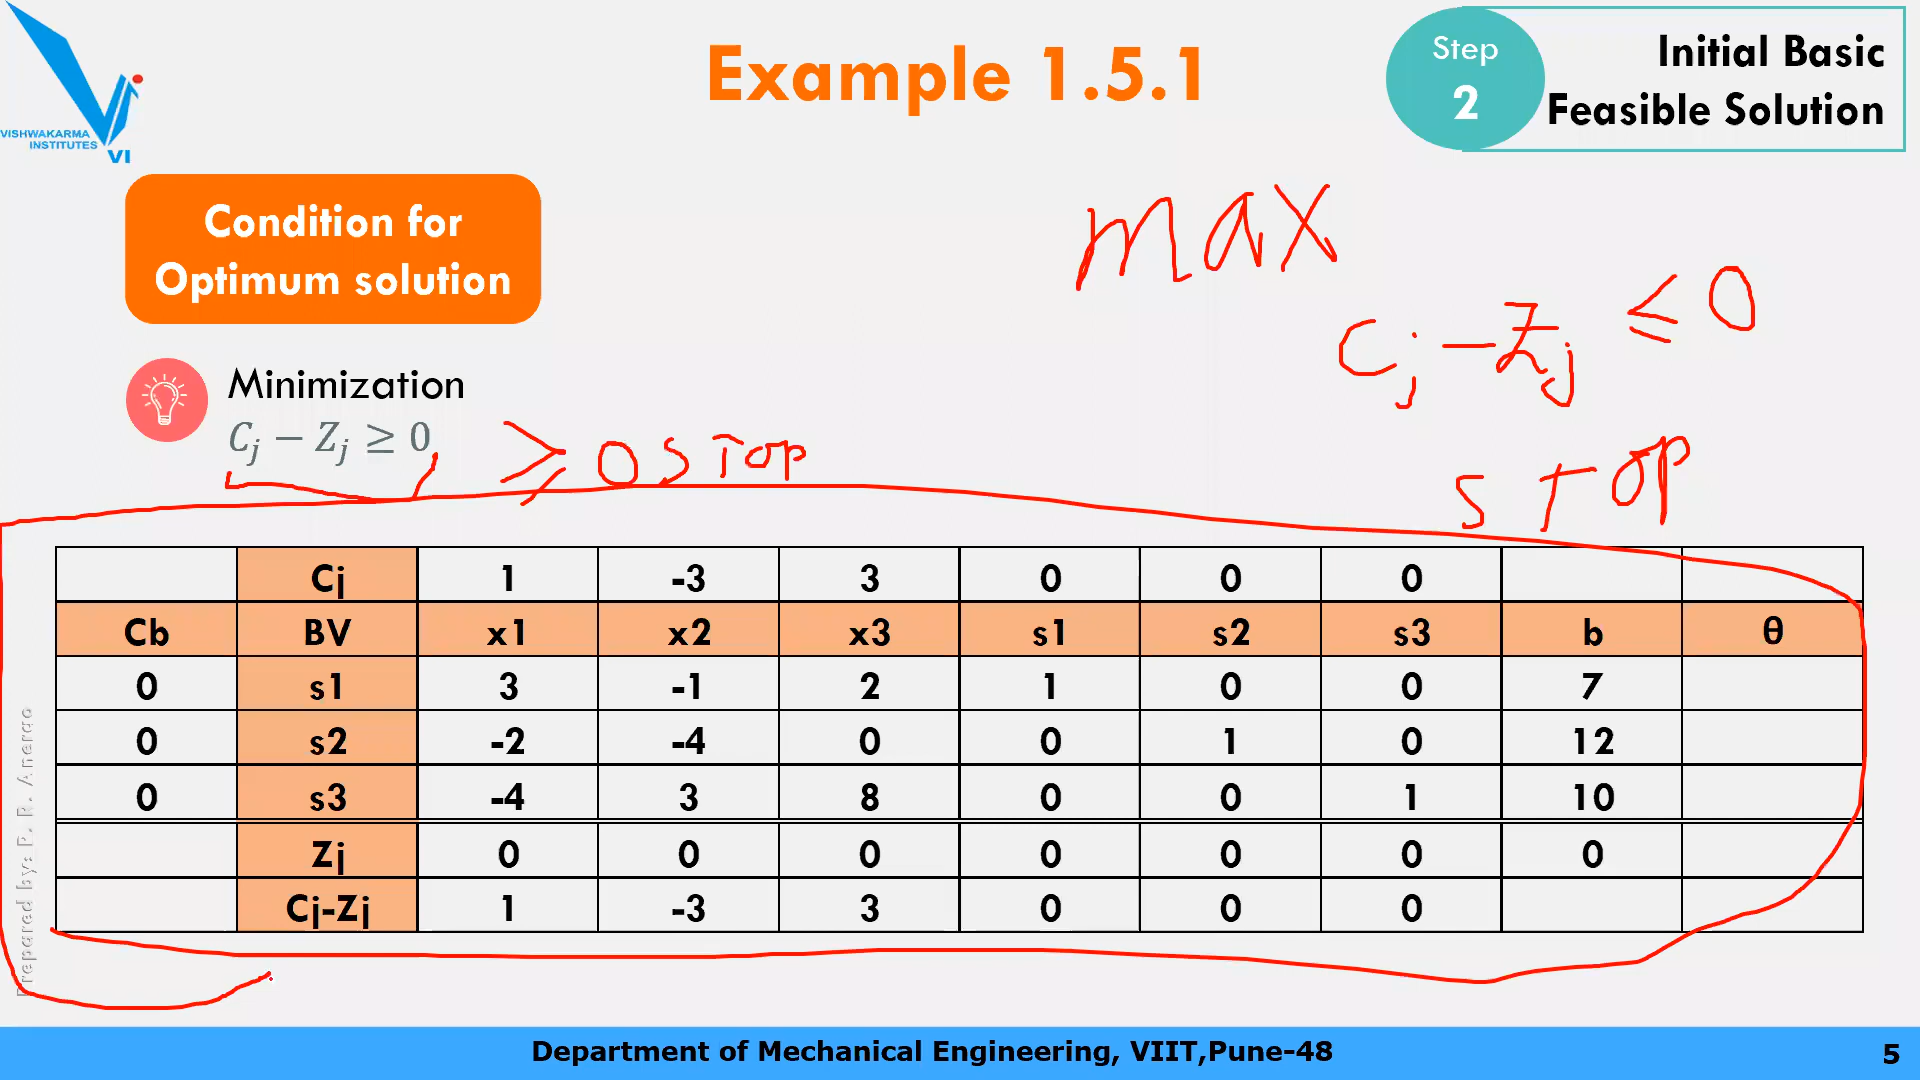 VISHWAKARMA
INSTITUTES
VI
Example 1.5.1
Step
2
Initial Basic
Feasible Solution
Condition for
Optimum solution
max
Cj - Zj ≤ 0
STOP
Minimization
Cj − Zj ≥ 0
≥ 0 STOP
Cj 1 -3 3 0 0 0
Cb BV x1 x2 x3 s1 s2 s3 b θ
0 s1 3 -1 2 1 0 0 7
0 s2 -2 -4 0 0 1 0 12
0 s3 -4 3 8 0 0 1 10
Zj 0 0 0 0 0 0 0
Cj-Zj 1 -3 3 0 0 0
Prepared by: P. R. Anerao
Department of Mechanical Engineering, VIIT,Pune-48
5